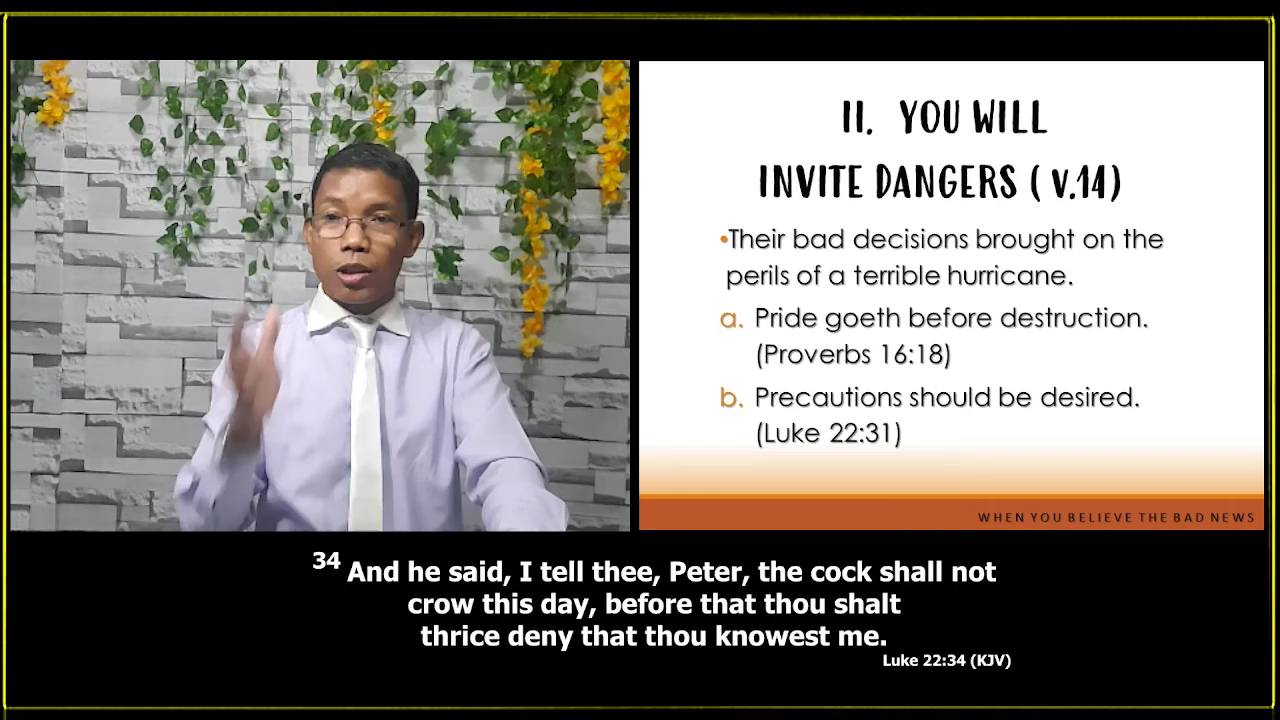 II. YOU WILL
INVITE DANGERS ( v.14)
•Their bad decisions brought on the
perils of a terrible hurricane.
a. Pride goeth before destruction.
(Proverbs 16:18)
b. Precautions should be desired.
(Luke 22:31)
WHEN YOU BELIEVE THE BAD NEWS
34 And he said, I tell thee, Peter, the cock shall not
crow this day, before that thou shalt
thrice deny that thou knowest me.
Luke 22:34 (KJV)